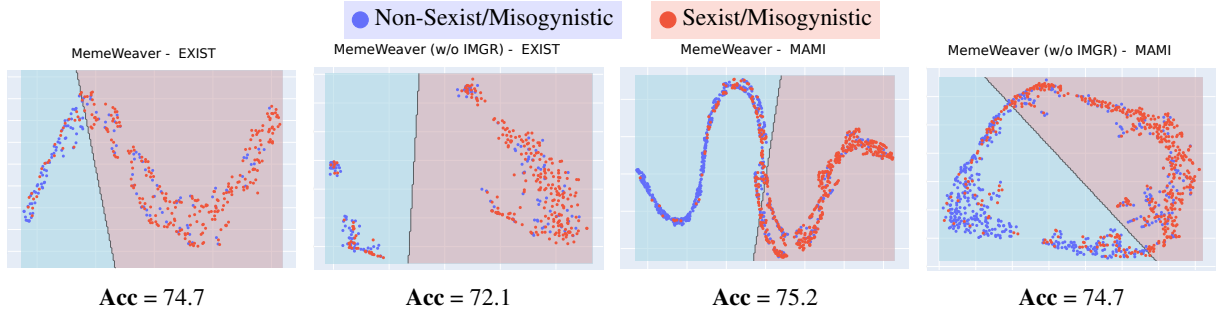 Non-Sexist/Misogynistic Sexist/Misogynistic
MemeWeaver - EXIST
MemeWeaver (w/o IMGR) - EXIST
MemeWeaver - MAMI
MemeWeaver (w/o IMGR) - MAMI
Acc = 74.7
Acc = 72.1
Acc = 75.2
Acc = 74.7